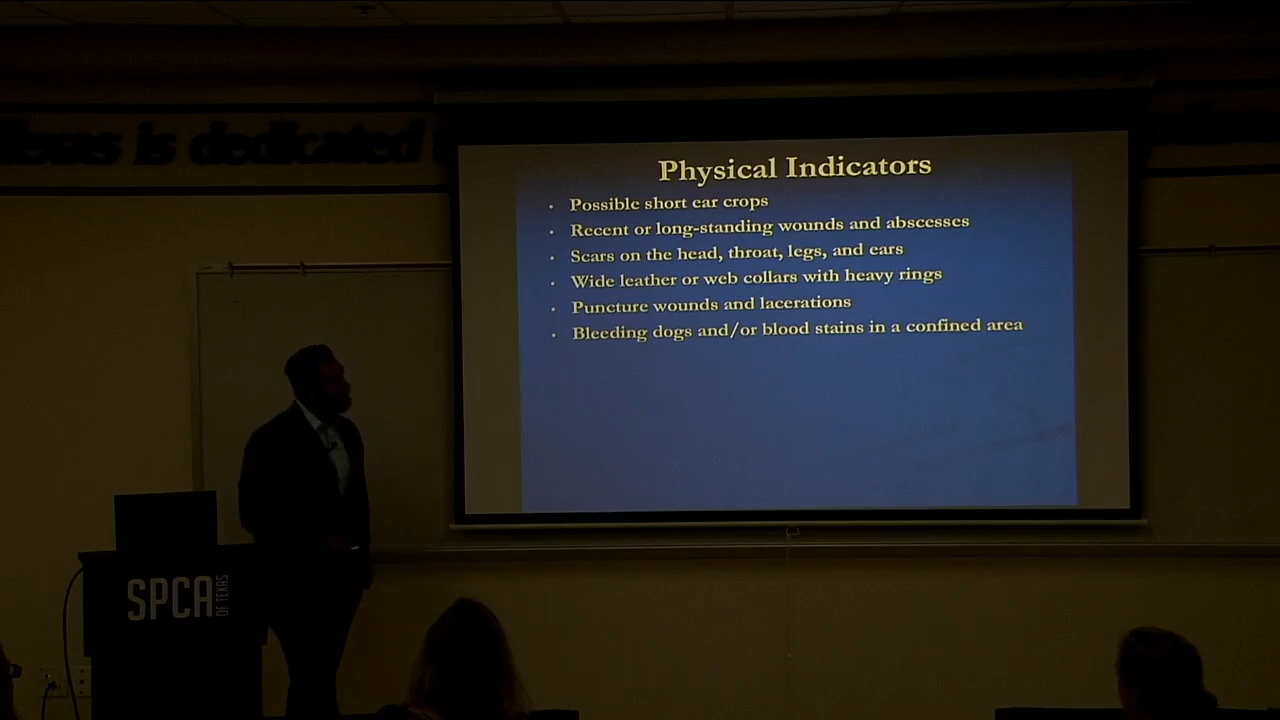 Texas is dedicated
Physical Indicators
· Possible short ear crops
· Recent or long-standing wounds and abscesses
· Scars on the head, throat, legs, and ears
· Wide leather or web collars with heavy rings
· Puncture wounds and lacerations
· Bleeding dogs and/or blood stains in a confined area
SPCA OF TEXAS